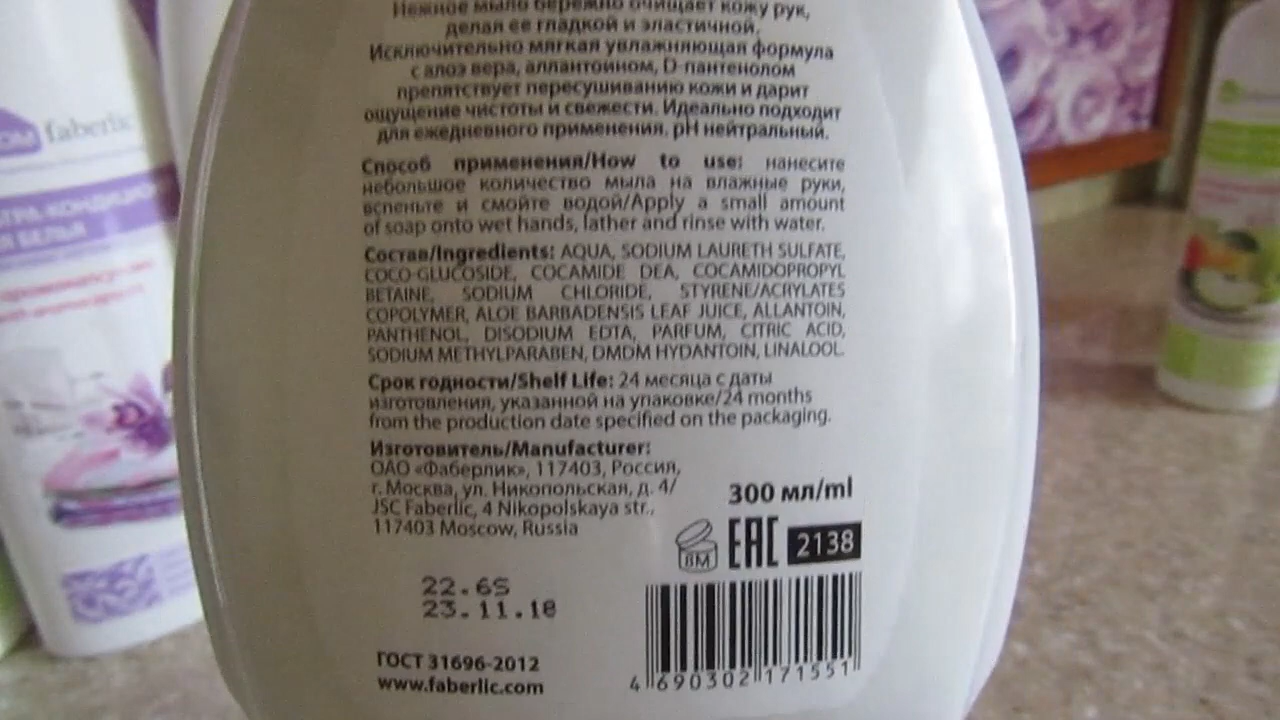 Нежное мыло бережно очищает кожу рук,
делая ее гладкой и эластичной.
Исключительно мягкая увлажняющая формула
с алоэ вера, аллантоином, D-пантенолом
препятствует пересушиванию кожи и дарит
ощущение чистоты и свежести. Идеально подходит
для ежедневного применения. pH нейтральный.
Способ применения/How to use: нанесите
небольшое количество мыла на влажные руки,
вспеньте и смойте водой/Apply a small amount
of soap onto wet hands, lather and rinse with water.
Состав/Ingredients: AQUA, SODIUM LAURETH SULFATE,
COCO-GLUCOSIDE, COCAMIDE DEA, COCAMIDOPROPYL
BETAINE, SODIUM CHLORIDE, STYRENE/ACRYLATES
COPOLYMER, ALOE BARBADENSIS LEAF JUICE, ALLANTOIN,
PANTHENOL, DISODIUM EDTA, PARFUM, CITRIC ACID,
SODIUM METHYLPARABEN, DMDM HYDANTOIN, LINALOOL.
Срок годности/Shelf Life: 24 месяца с даты
изготовления, указанной на упаковке/24 months
from the production date specified on the packaging.
Изготовитель/Manufacturer:
ОАО «Фаберлик», 117403, Россия,
г. Москва, ул. Никопольская, д. 4/
JSC Faberlic, 4 Nikopolskaya str.,
117403 Moscow, Russia
300 мл/ml
8M EAC 2138
22.6S
23.11.18
ГОСТ 31696-2012
www.faberlic.com
4 690302 171551
ОМ faberlic